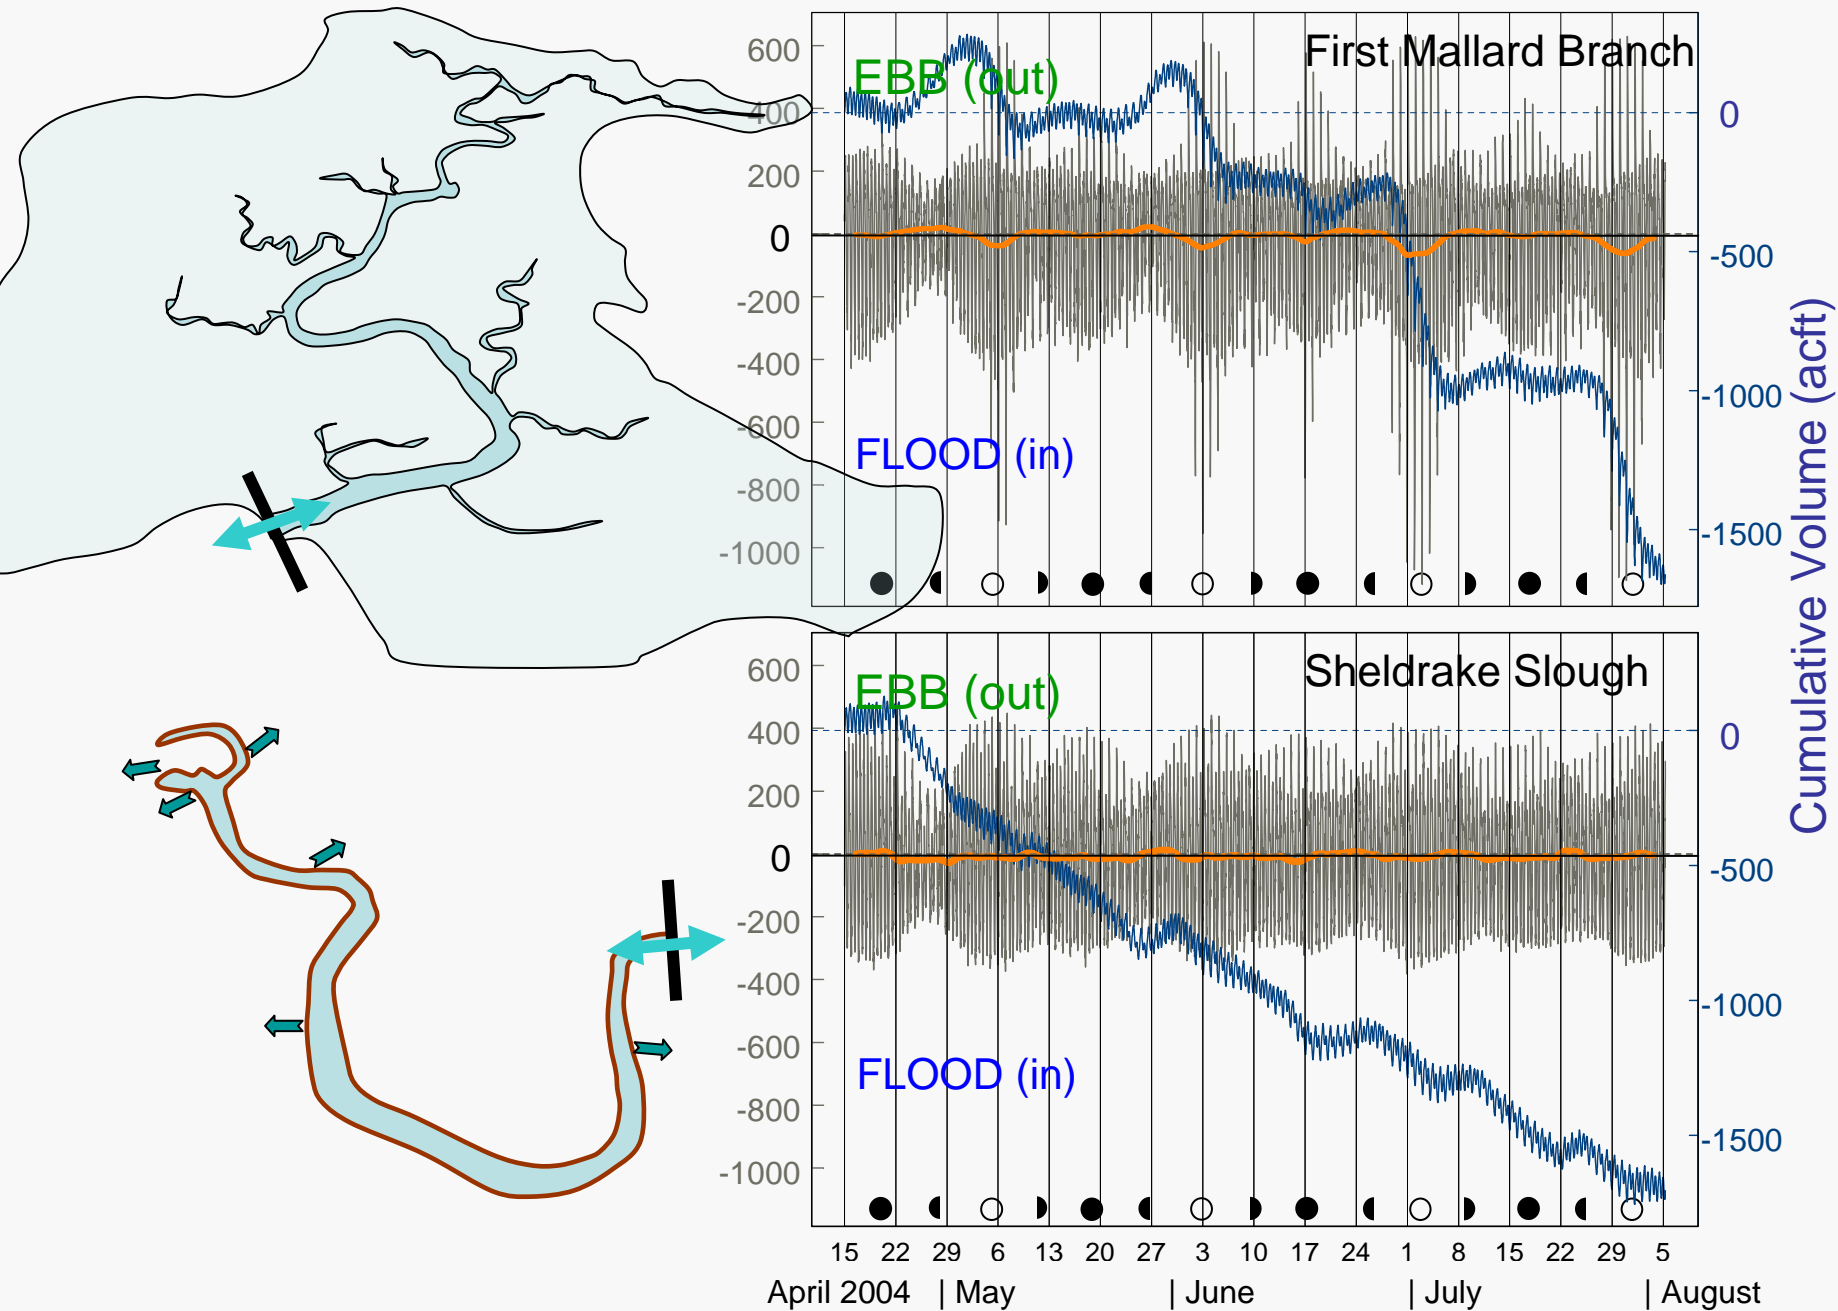 First Mallard Branch
EBB (out)
FLOOD (in)
600
400
200
0
-200
-400
-600
-800
-1000
0
-500
-1000
-1500
Cumulative Volume (acft)
Sheldrake Slough
EBB (out)
FLOOD (in)
600
400
200
0
-200
-400
-600
-800
-1000
0
-500
-1000
-1500
15 22 29 6 13 20 27 3 10 17 24 1 8 15 22 29 5
April 2004 | May | June | July | August